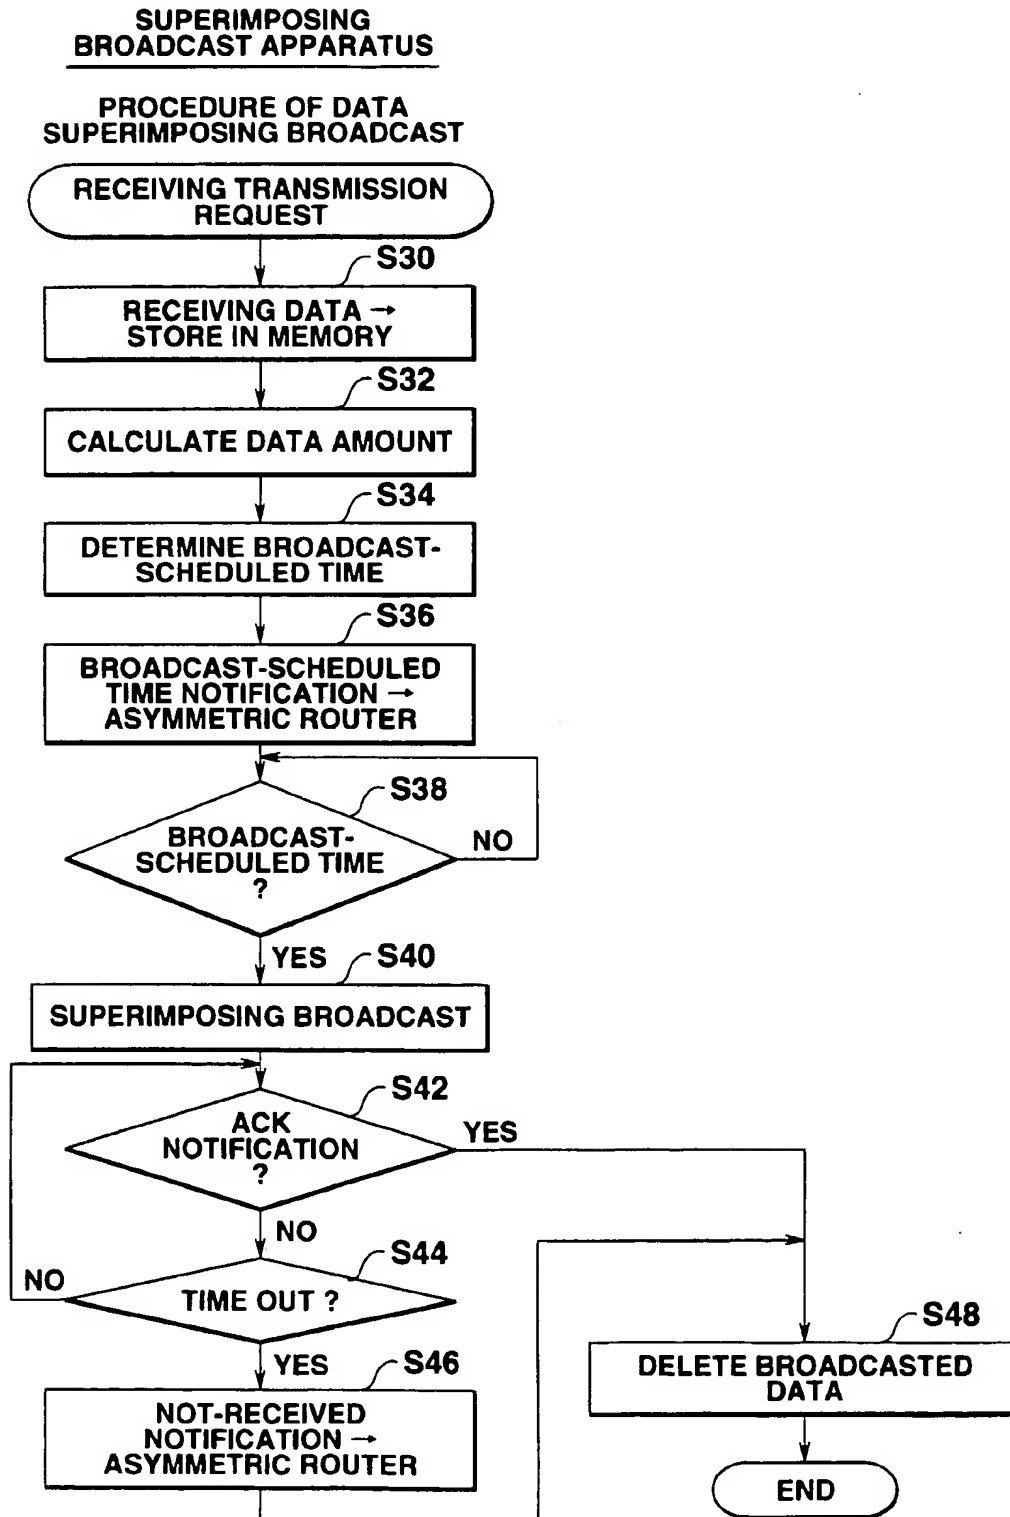 SUPERIMPOSING
BROADCAST APPARATUS
PROCEDURE OF DATA
SUPERIMPOSING BROADCAST
RECEIVING TRANSMISSION
REQUEST
S30
RECEIVING DATA →
STORE IN MEMORY
S32
CALCULATE DATA AMOUNT
S34
DETERMINE BROADCAST-
SCHEDULED TIME
S36
BROADCAST-SCHEDULED
TIME NOTIFICATION →
ASYMMETRIC ROUTER
S38
BROADCAST-
SCHEDULED TIME
?
NO
YES
S40
SUPERIMPOSING BROADCAST
S42
ACK
NOTIFICATION
?
YES
NO
S44
TIME OUT ?
NO
YES
S46
NOT-RECEIVED
NOTIFICATION →
ASYMMETRIC ROUTER
S48
DELETE BROADCASTED
DATA
END